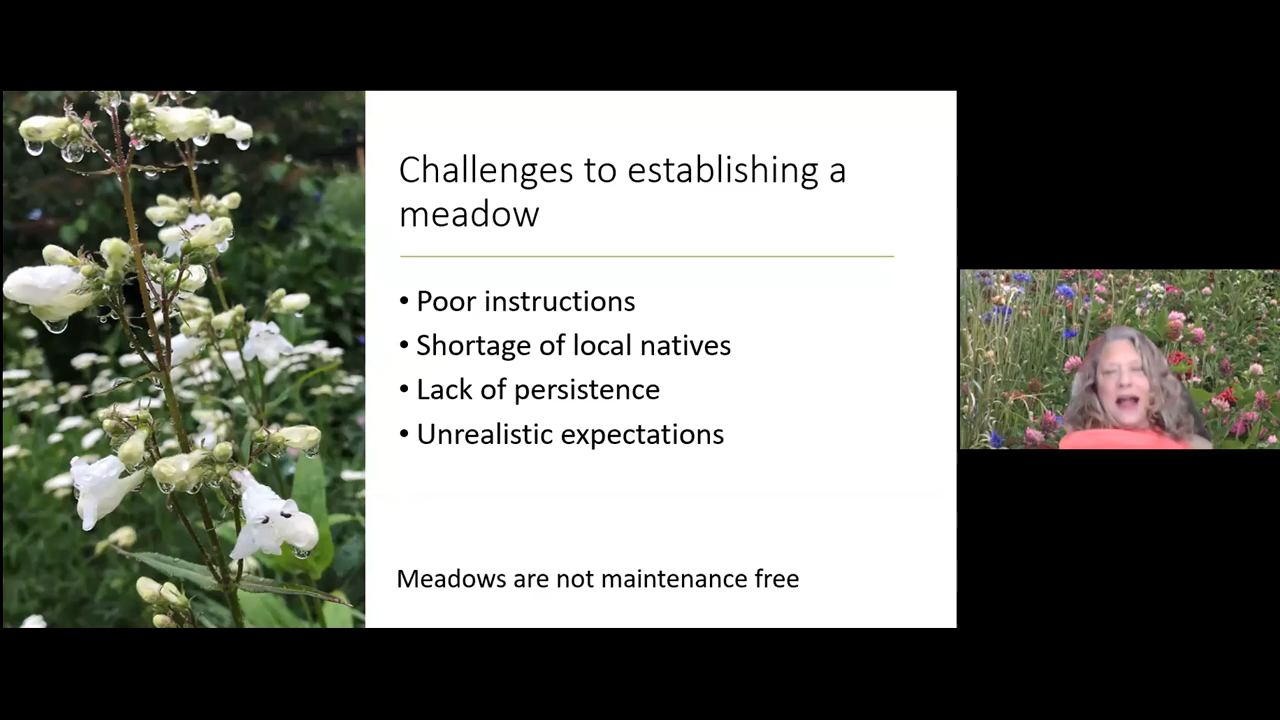 Challenges to establishing a
meadow
• Poor instructions
• Shortage of local natives
• Lack of persistence
• Unrealistic expectations
Meadows are not maintenance free